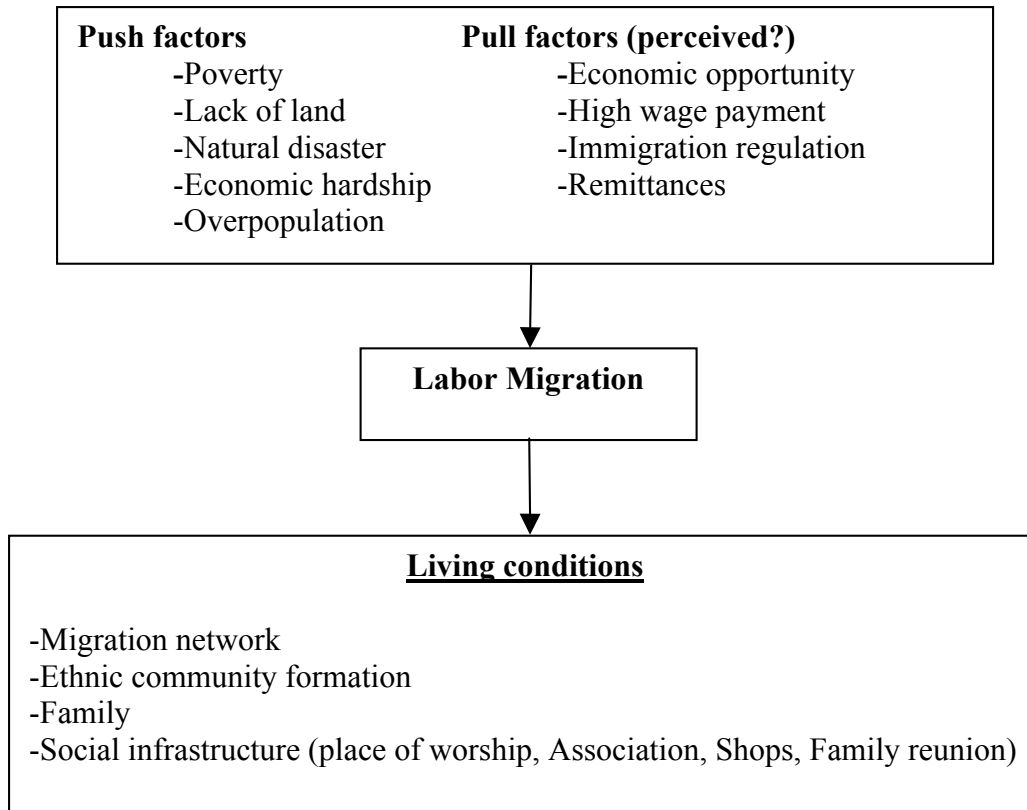 Push factors Pull factors (perceived?)
-Poverty -Economic opportunity
-Lack of land -High wage payment
-Natural disaster -Immigration regulation
-Economic hardship -Remittances
-Overpopulation
Labor Migration
Living conditions
-Migration network
-Ethnic community formation
-Family
-Social infrastructure (place of worship, Association, Shops, Family reunion)